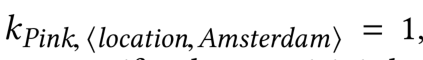 k_{Pink, ⟨location, Amsterdam⟩} = 1,